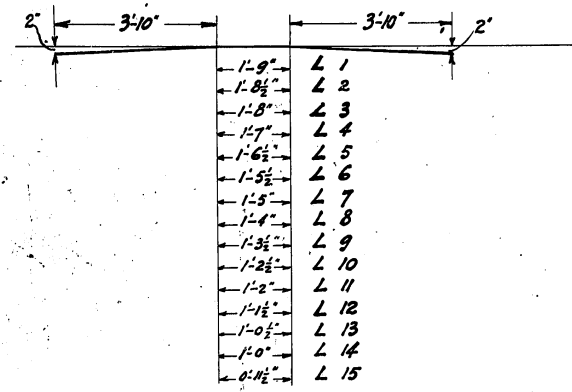 2" 3'-10" 3'-10" 2"
1'-9" L 1
1'-8½" L 2
1'-8" L 3
1'-7" L 4
1'-6½" L 5
1'-5½" L 6
1'-5" L 7
1'-4" L 8
1'-3½" L 9
1'-2½" L 10
1'-2" L 11
1'-1½" L 12
1'-0½" L 13
1'-0" L 14
0'-11½" L 15